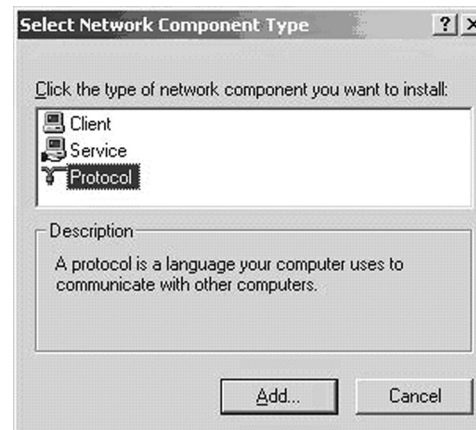 Select Network Component Type
Click the type of network component you want to install:
Client
Service
Protocol
Description
A protocol is a language your computer uses to
communicate with other computers.
Add...
Cancel